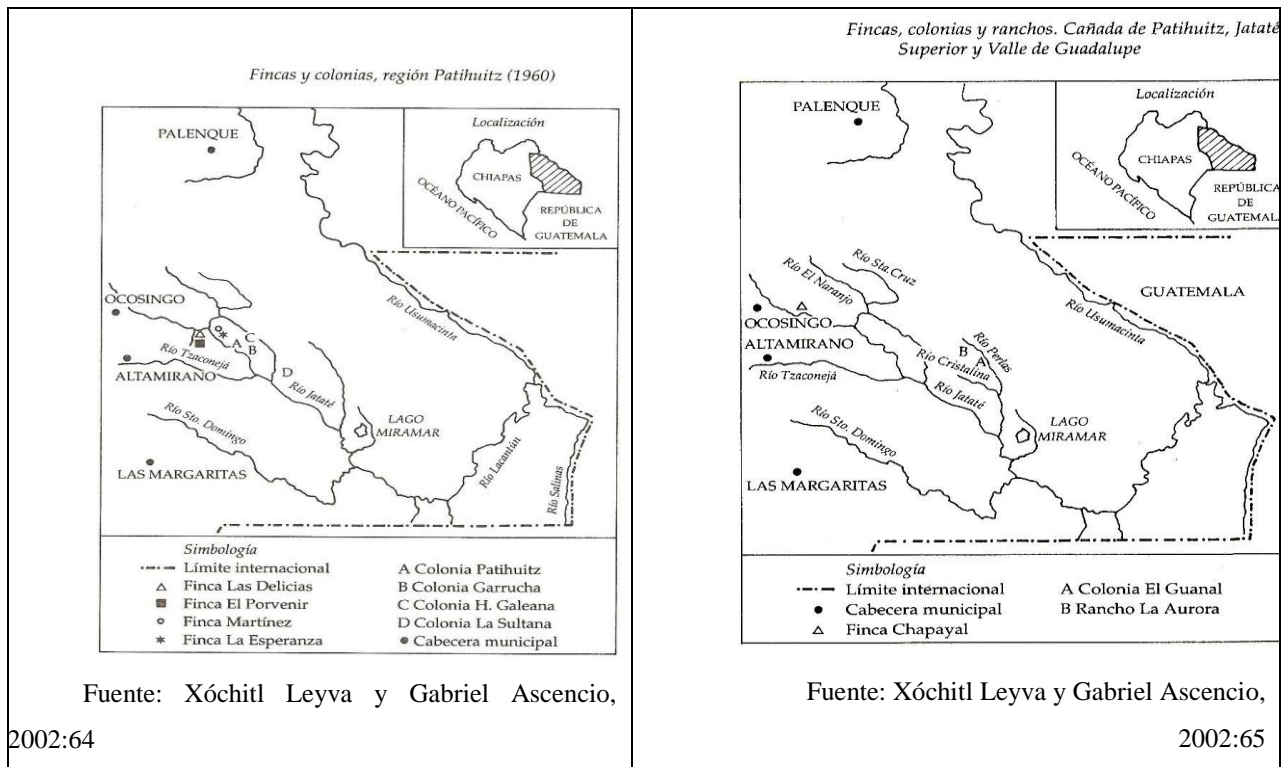 Fincas y colonias, región Patihuitz (1960)
PALENQUE
Localización
CHIAPAS
OCÉANO PACÍFICO
REPÚBLICA
DE
GUATEMALA
OCOSINGO
Río Usumacinta
C
A B
Río Tzaconejá
D
ALTAMIRANO
Río Jataté
Río Sto. Domingo
LAGO
MIRAMAR
Río Lacantún
LAS MARGARITAS
Río Salinas
Simbología
Límite internacional
Finca Las Delicias
Finca El Porvenir
Finca Martínez
Finca La Esperanza
A Colonia Patihuitz
B Colonia Garrucha
C Colonia H. Galeana
D Colonia La Sultana
Cabecera municipal
Fuente: Xóchitl Leyva y Gabriel Ascencio,
2002:64
Fincas, colonias y ranchos. Cañada de Patihuitz, Jataté
Superior y Valle de Guadalupe
PALENQUE
Localización
CHIAPAS
OCÉANO PACÍFICO
REPÚBLICA
DE
GUATEMALA
Río Sta. Cruz
Río El Naranjo
GUATEMALA
Río Usumacinta
OCOSINGO
ALTAMIRANO
Río Perlas
B
A
Río Cristalina
Río Tzaconejá
Río Jataté
Río Sto. Domingo
LAGO
MIRAMAR
LAS MARGARITAS
Simbología
Límite internacional
Cabecera municipal
Finca Chapayal
A Colonia El Guanal
B Rancho La Aurora
Fuente: Xóchitl Leyva y Gabriel Ascencio,
2002:65